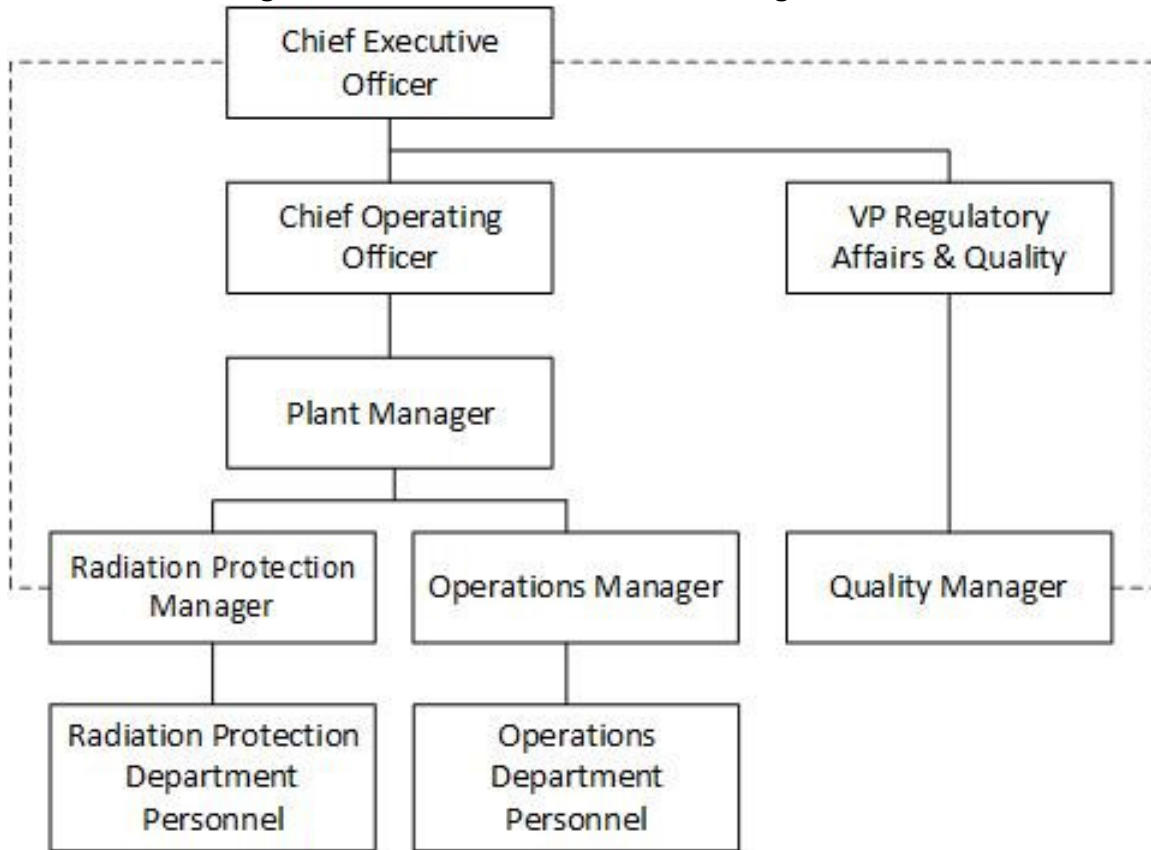 Chief Executive
Officer
Chief Operating
Officer
VP Regulatory
Affairs & Quality
Plant Manager
Radiation Protection
Manager
Operations Manager
Quality Manager
Radiation Protection
Department
Personnel
Operations
Department
Personnel